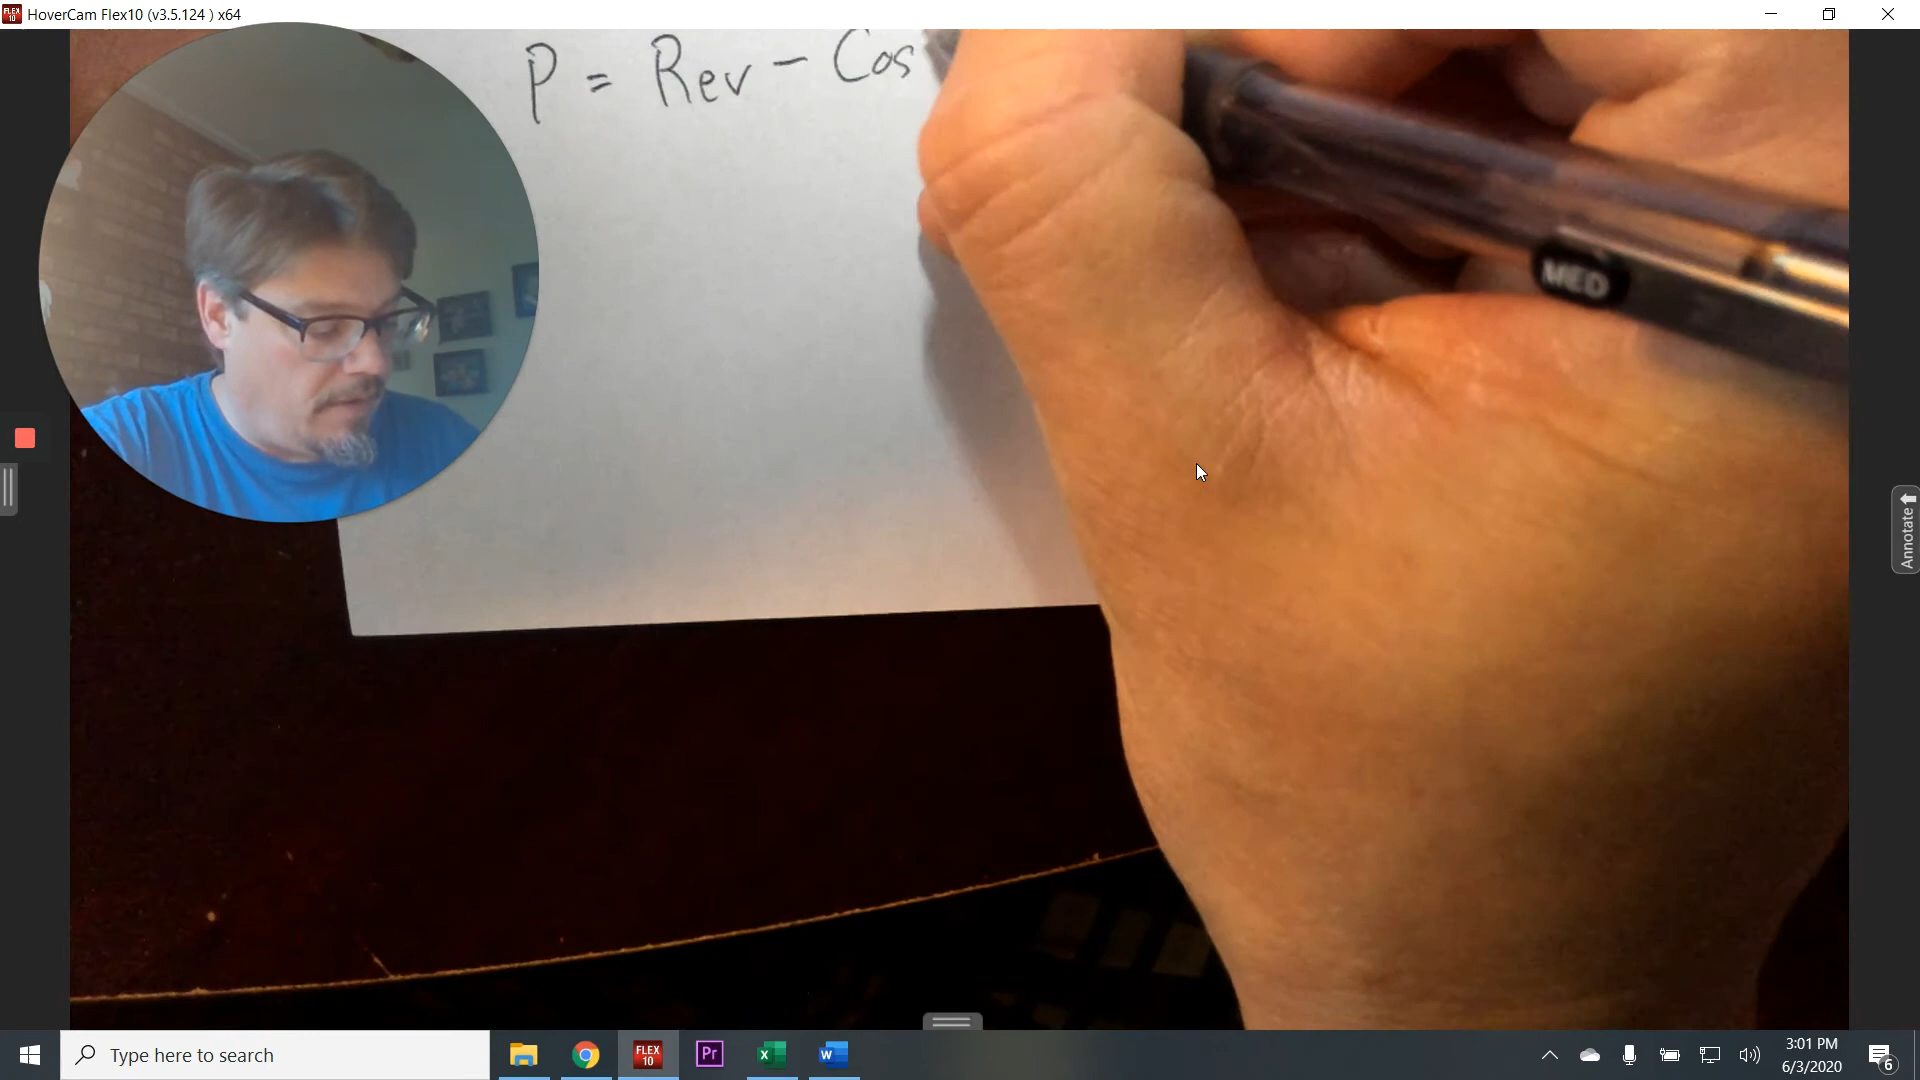 HoverCam Flex10 (v3.5.124 ) x64
P = Rev - Cos
MED
Annotate
Type here to search
FLEX 10
Pr
X
W
3:01 PM
6/3/2020
6